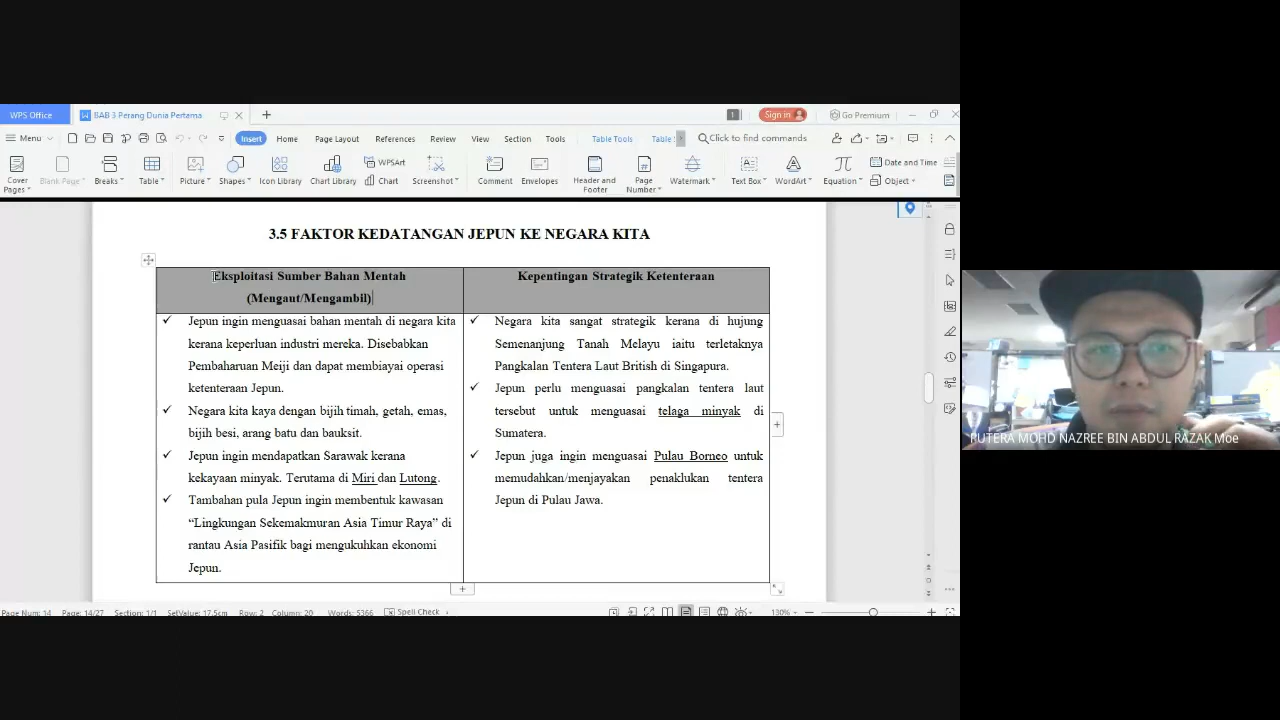 WPS Office
BAB 3 Perang Dunia Pertama
1
Sign in
Go Premium
Menu
Insert
Home
Page Layout
References
Review
View
Section
Tools
Table Tools
Table
Click to find commands
Cover Pages
Blank Page
Breaks
Table
Picture
Shapes
Icon Library
Chart Library
WPSArt
Chart
Screenshot
Comment
Envelopes
Header and Footer
Page Number
Watermark
Text Box
WordArt
Equation
Date and Time
Object
3.5 FAKTOR KEDATANGAN JEPUN KE NEGARA KITA
Eksploitasi Sumber Bahan Mentah
(Mengaut/Mengambil)
Jepun ingin menguasai bahan mentah di negara kita
kerana keperluan industri mereka. Disebabkan
Pembaharuan Meiji dan dapat membiayai operasi
ketenteraan Jepun.
Negara kita kaya dengan bijih timah, getah, emas,
bijih besi, arang batu dan bauksit.
Jepun ingin mendapatkan Sarawak kerana
kekayaan minyak. Terutama di Miri dan Lutong.
Tambahan pula Jepun ingin membentuk kawasan
“Lingkungan Sekemakmuran Asia Timur Raya” di
rantau Asia Pasifik bagi mengukuhkan ekonomi
Jepun.
Kepentingan Strategik Ketenteraan
Negara kita sangat strategik kerana di hujung
Semenanjung Tanah Melayu iaitu terletaknya
Pangkalan Tentera Laut British di Singapura.
Jepun perlu menguasai pangkalan tentera laut
tersebut untuk menguasai telaga minyak di
Sumatera.
Jepun juga ingin menguasai Pulau Borneo untuk
memudahkan/menjayakan penaklukan tentera
Jepun di Pulau Jawa.
Page Num: 14
Page: 14/27
Section: 1/1
SetValue: 17.5cm
Row: 2
Column: 20
Words: 5366
Spell Check
130%
PUTERA MOHD NAZREE BIN ABDUL RAZAK Moe